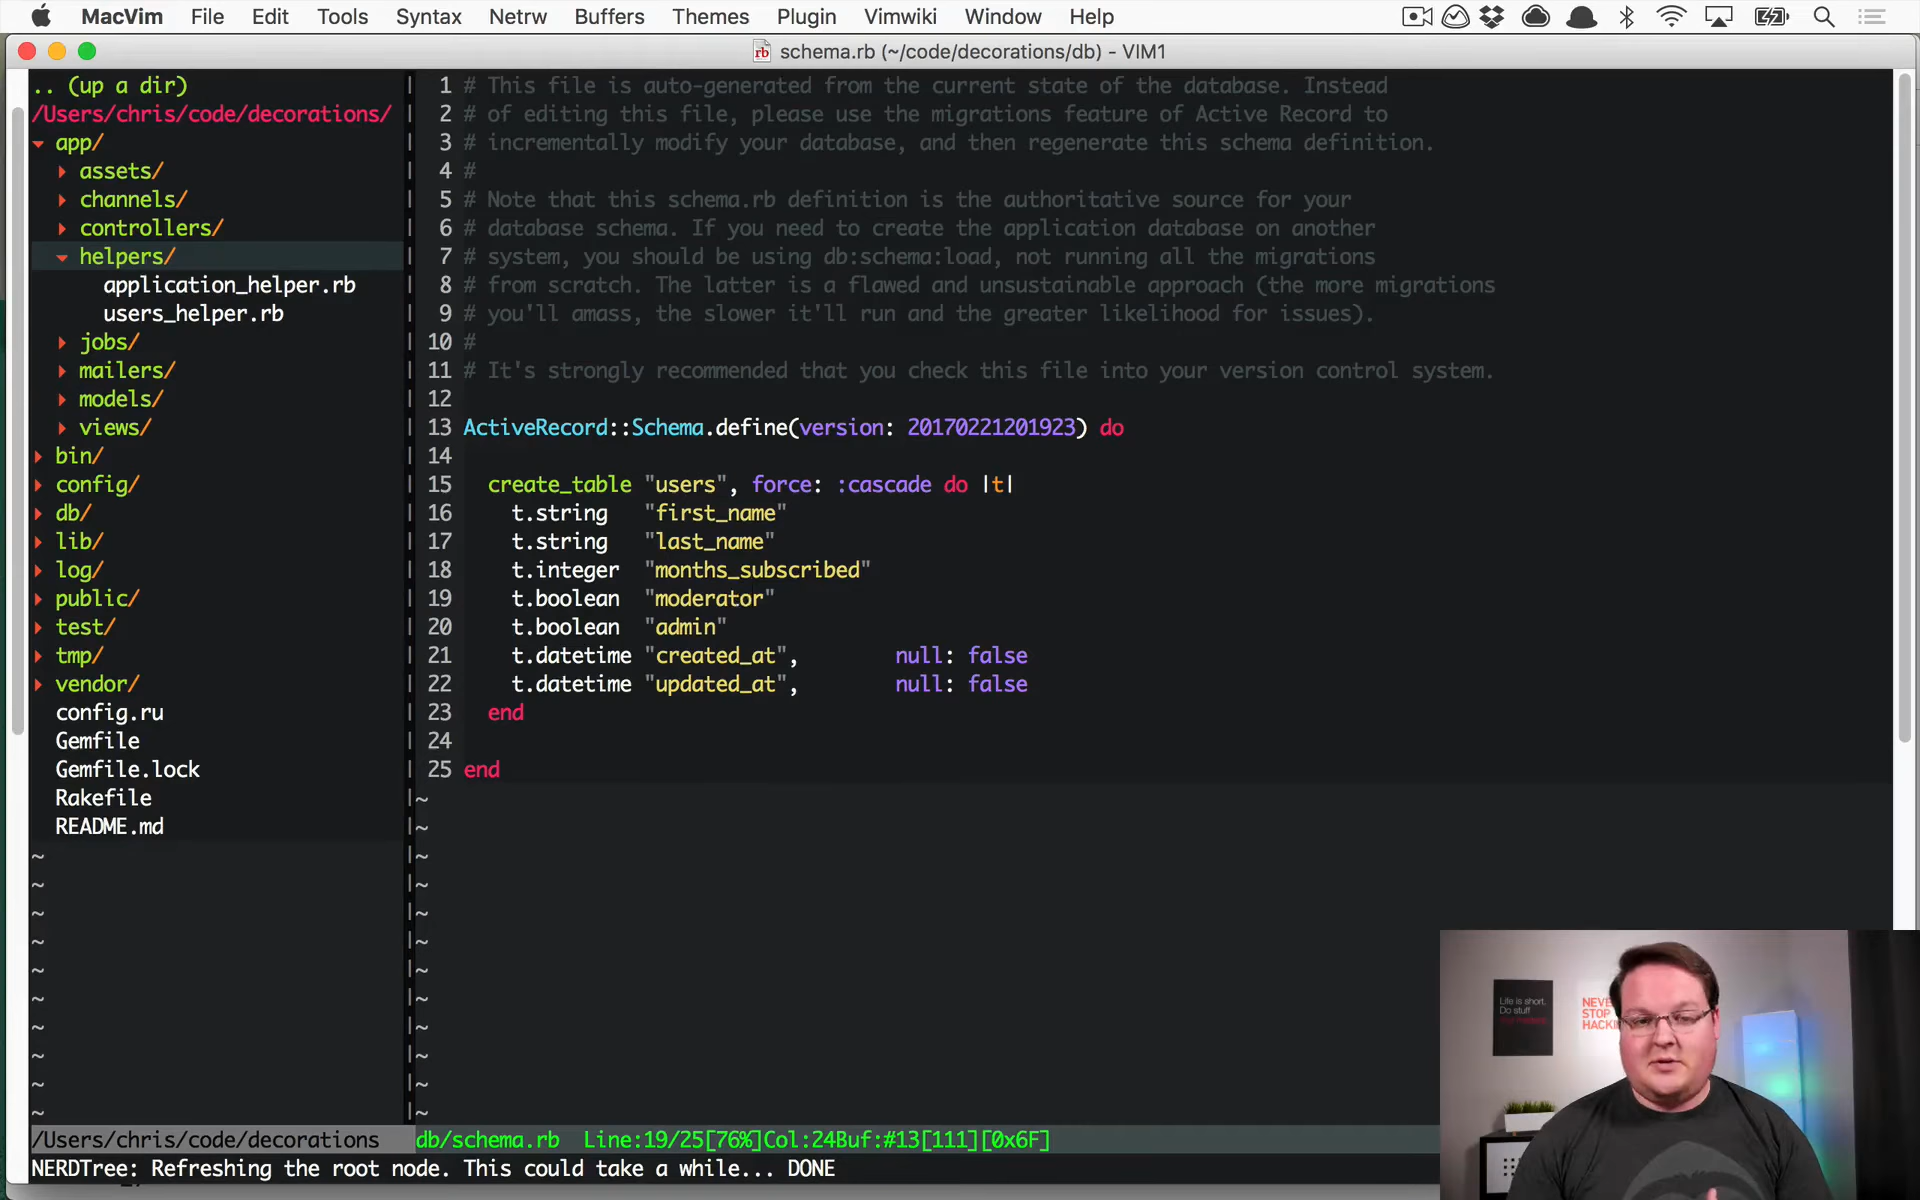 MacVim File Edit Tools Syntax Netrw Buffers Themes Plugin Vimwiki Window Help
schema.rb (~/code/decorations/db) - VIM1
.. (up a dir)
/Users/chris/code/decorations/
app/
assets/
channels/
controllers/
helpers/
application_helper.rb
users_helper.rb
jobs/
mailers/
models/
views/
bin/
config/
db/
lib/
log/
public/
test/
tmp/
vendor/
config.ru
Gemfile
Gemfile.lock
Rakefile
README.md
~
~
~
~
~
~
~
~
~
~
1 # This file is auto-generated from the current state of the database. Instead
2 # of editing this file, please use the migrations feature of Active Record to
3 # incrementally modify your database, and then regenerate this schema definition.
4 #
5 # Note that this schema.rb definition is the authoritative source for your
6 # database schema. If you need to create the application database on another
7 # system, you should be using db:schema:load, not running all the migrations
8 # from scratch. The latter is a flawed and unsustainable approach (the more migrations
9 # you'll amass, the slower it'll run and the greater likelihood for issues).
10 #
11 # It's strongly recommended that you check this file into your version control system.
12
13 ActiveRecord::Schema.define(version: 20170221201923) do
14
15   create_table "users", force: :cascade do |t|
16     t.string   "first_name"
17     t.string   "last_name"
18     t.integer  "months_subscribed"
19     t.boolean  "moderator"
20     t.boolean  "admin"
21     t.datetime "created_at",        null: false
22     t.datetime "updated_at",        null: false
23   end
24
25 end
~
~
~
~
~
~
~
~
~
~
~
~
/Users/chris/code/decorations db/schema.rb Line:19/25[76%]Col:24Buf:#13[111][0x6F]
NERDTree: Refreshing the root node. This could take a while... DONE
Life is short.
Do stuff
NEVE
STOP
HACKI